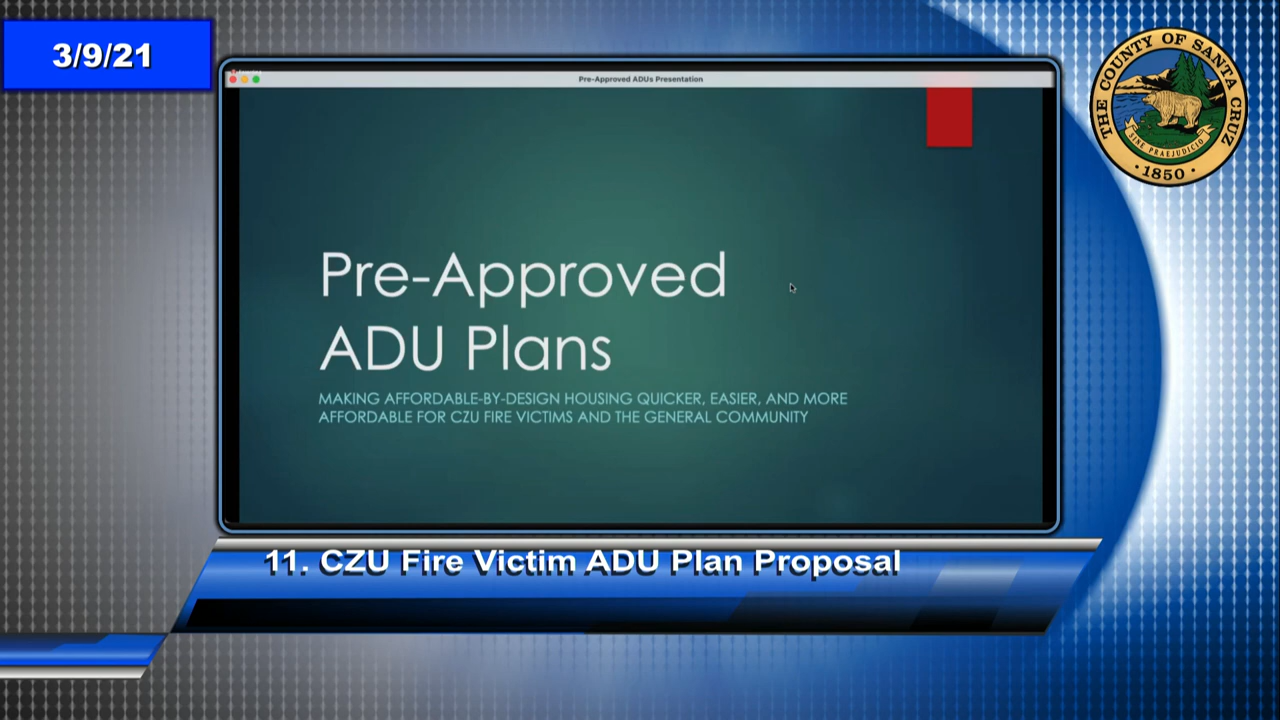 3/9/21
Pre-Approved ADUs Presentation
THE COUNTY OF SANTA CRUZ
SINE PRAEJUDICIO
• 1850 •
Pre-Approved
ADU Plans
MAKING AFFORDABLE-BY-DESIGN HOUSING QUICKER, EASIER, AND MORE
AFFORDABLE FOR CZU FIRE VICTIMS AND THE GENERAL COMMUNITY
11. CZU Fire Victim ADU Plan Proposal